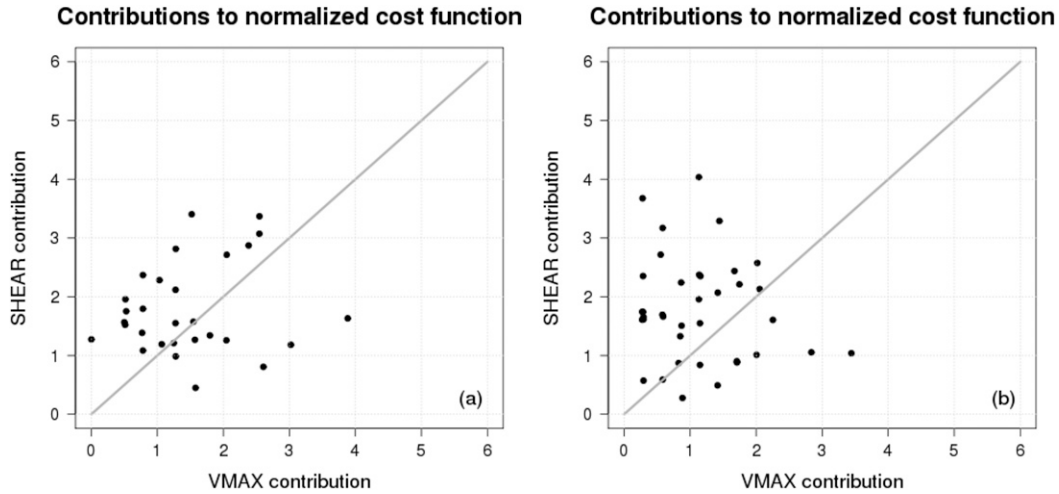 Contributions to normalized cost function
6
5
4
3
2
1
0
SHEAR contribution
(a)
0 1 2 3 4 5 6
VMAX contribution
Contributions to normalized cost function
6
5
4
3
2
1
0
SHEAR contribution
(b)
0 1 2 3 4 5 6
VMAX contribution